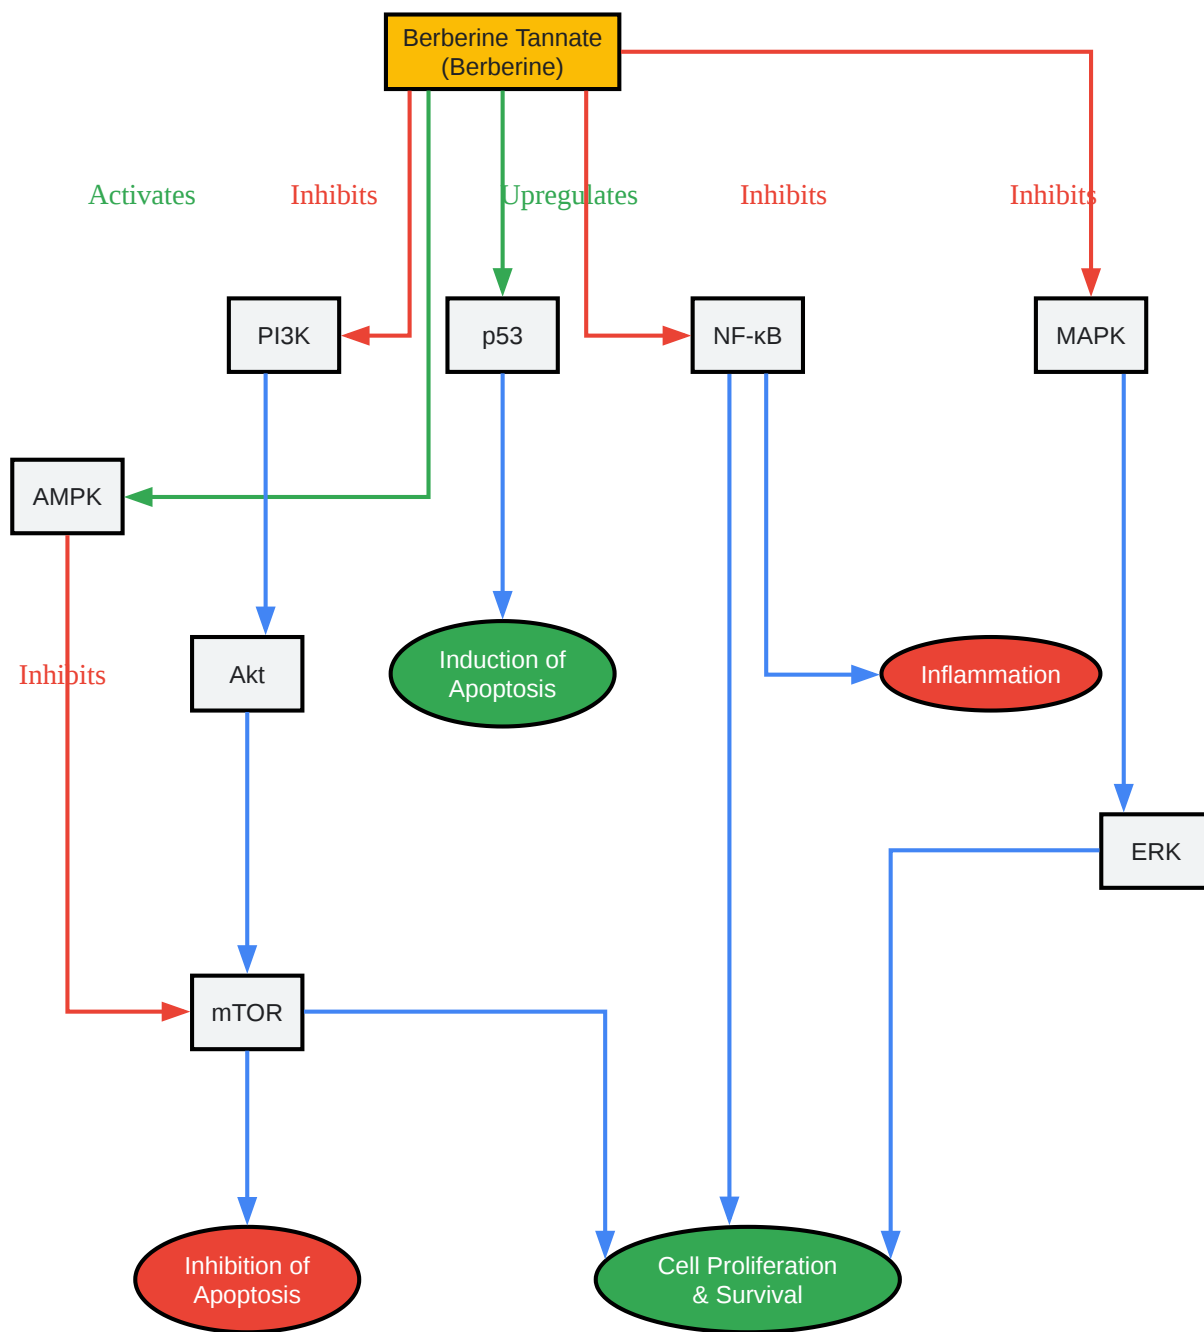 Berberine Tannate
(Berberine)
Activates
Inhibits
Upregulates
Inhibits
Inhibits
PI3K
p53
NF-κB
MAPK
AMPK
Inhibits
Akt
Induction of
Apoptosis
Inflammation
ERK
mTOR
Inhibition of
Apoptosis
Cell Proliferation
& Survival